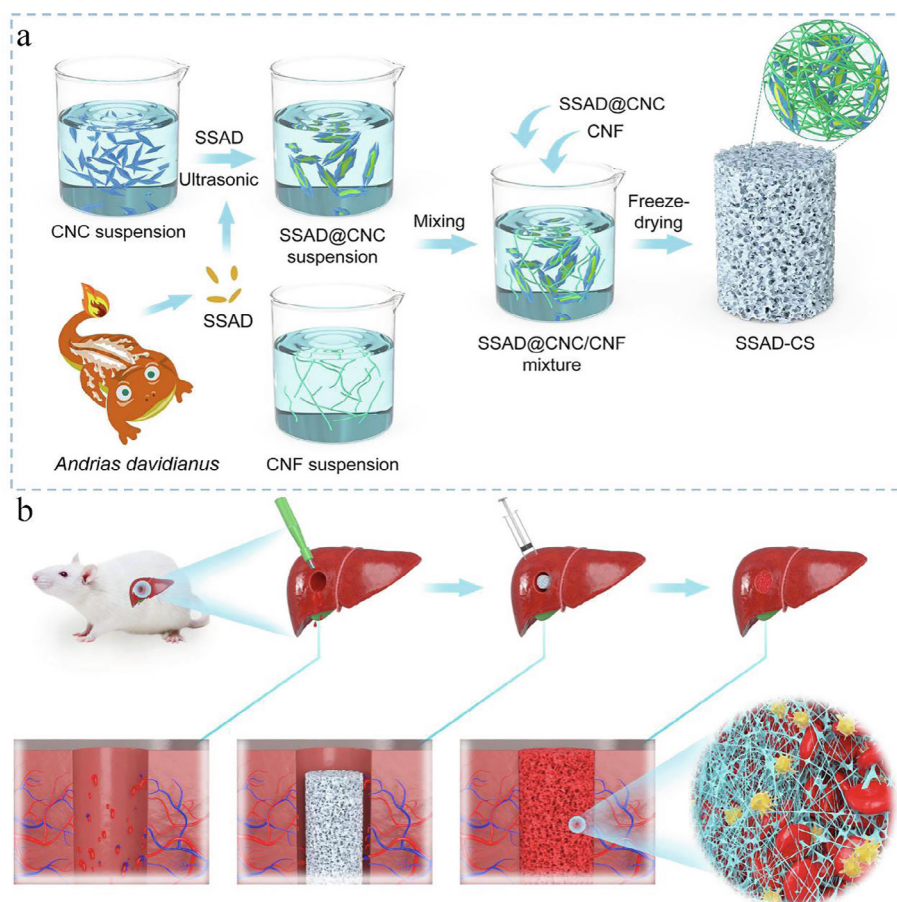 a
CNC suspension
SSAD
Ultrasonic
SSAD@CNC
suspension
Mixing
SSAD@CNC
CNF
Freeze-
drying
SSAD
Andrias davidianus
CNF suspension
SSAD@CNC/CNF
mixture
SSAD-CS
b